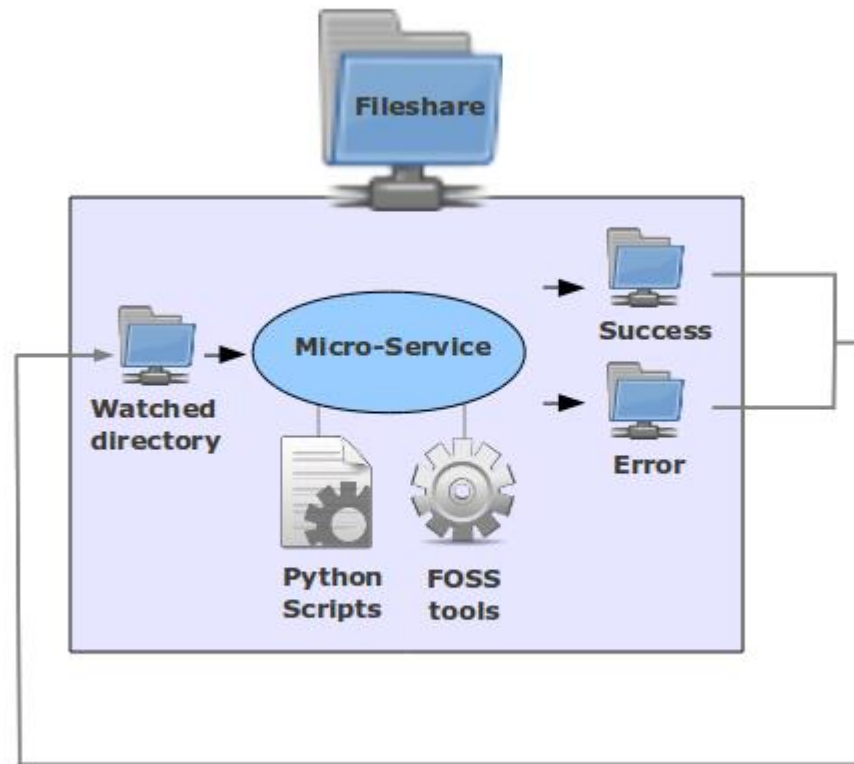 Fileshare
Micro-Service
Success
Watched
directory
Error
Python
Scripts
FOSS
tools